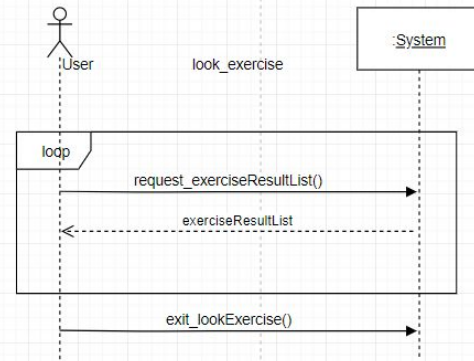 :User
look_exercise
:System
loop
request_exerciseResultList()
exerciseResultList
exit_lookExercise()